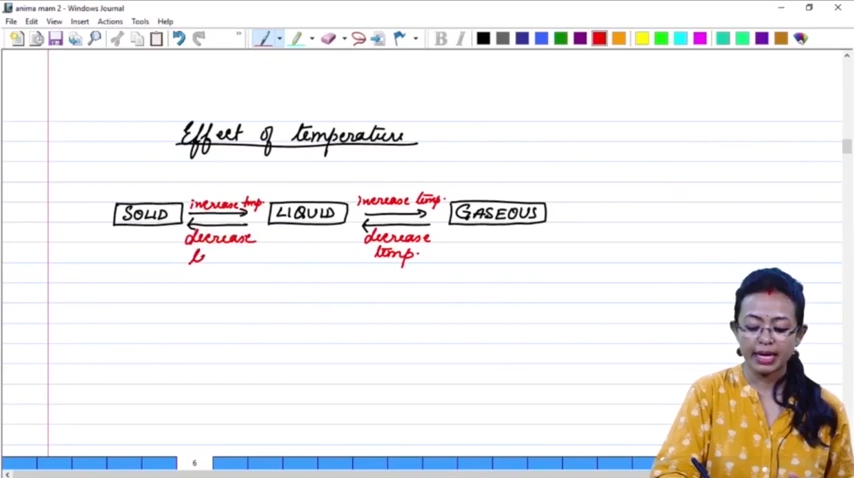 anima mam 2 - Windows Journal
File Edit View Insert Actions Tools Help
B I
Effect of temperature
SOLID increase tmp. LIQUID increase temp. GASEOUS
decrease decrease
t temp.
6